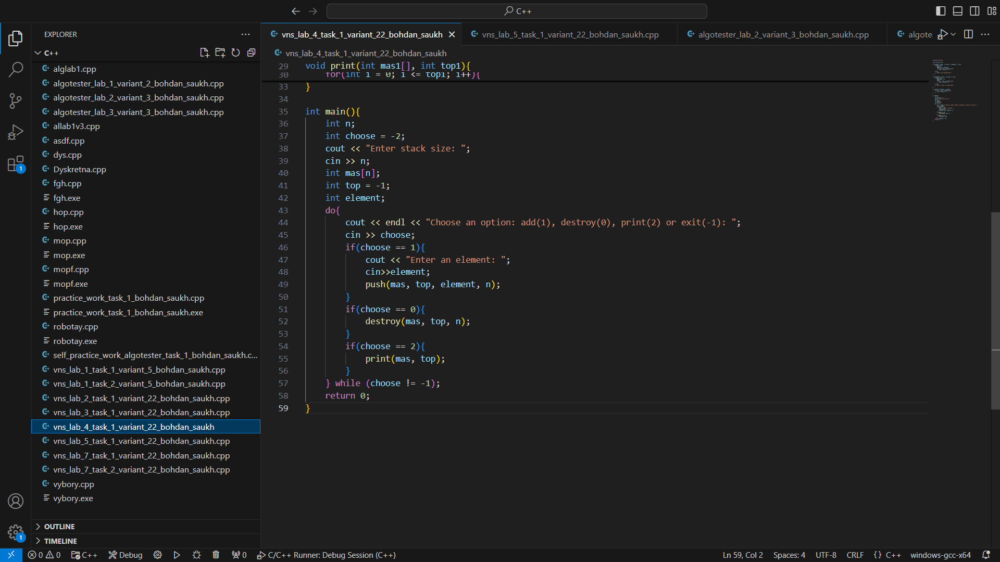 C++
EXPLORER
C++
alglab1.cpp
algotester_lab_1_variant_2_bohdan_saukh.cpp
algotester_lab_2_variant_3_bohdan_saukh.cpp
algotester_lab_3_variant_3_bohdan_saukh.cpp
allab1v3.cpp
asdf.cpp
dys.cpp
Dyskretna.cpp
fgh.cpp
fgh.exe
hop.cpp
hop.exe
mop.cpp
mop.exe
mopf.cpp
mopf.exe
practice_work_task_1_bohdan_saukh.cpp
practice_work_task_1_bohdan_saukh.exe
robotay.cpp
robotay.exe
self_practice_work_algotester_task_1_bohdan_saukh.c...
vns_lab_1_task_1_variant_5_bohdan_saukh.cpp
vns_lab_1_task_2_variant_5_bohdan_saukh.cpp
vns_lab_2_task_1_variant_22_bohdan_saukh.cpp
vns_lab_3_task_1_variant_22_bohdan_saukh.cpp
vns_lab_4_task_1_variant_22_bohdan_saukh
vns_lab_5_task_1_variant_22_bohdan_saukh.cpp
vns_lab_7_task_1_variant_22_bohdan_saukh.cpp
vns_lab_7_task_2_variant_22_bohdan_saukh.cpp
vybory.cpp
vybory.exe
OUTLINE
TIMELINE
1
1
vns_lab_4_task_1_variant_22_bohdan_saukh
vns_lab_5_task_1_variant_22_bohdan_saukh.cpp
algotester_lab_2_variant_3_bohdan_saukh.cpp
algote
vns_lab_4_task_1_variant_22_bohdan_saukh
29 void print(int mas1[], int top1){
30 for(int i = 0; i <= top1; i++){
33 }
34
35 int main(){
36 int n;
37 int choose = -2;
38 cout << "Enter stack size: ";
39 cin >> n;
40 int mas[n];
41 int top = -1;
42 int element;
43 do{
44 cout << endl << "Choose an option: add(1), destroy(0), print(2) or exit(-1): ";
45 cin >> choose;
46 if(choose == 1){
47 cout << "Enter an element: ";
48 cin>>element;
49 push(mas, top, element, n);
50 }
51 if(choose == 0){
52 destroy(mas, top, n);
53 }
54 if(choose == 2){
55 print(mas, top);
56 }
57 } while (choose != -1);
58 return 0;
59 }
0 0 C++ Debug 0 C/C++ Runner: Debug Session (C++) Ln 59, Col 2 Spaces: 4 UTF-8 CRLF {} C++ windows-gcc-x64